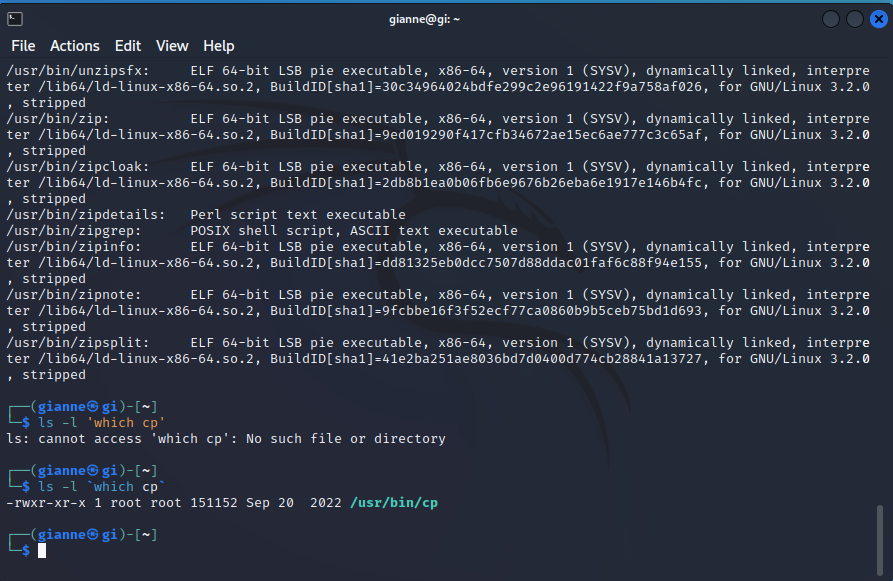 gianne@gi: ~
File Actions Edit View Help
/usr/bin/unzipsfx:     ELF 64-bit LSB pie executable, x86-64, version 1 (SYSV), dynamically linked, interpre
ter /lib64/ld-linux-x86-64.so.2, BuildID[sha1]=30c34964024bdfe299c2e96191422f9a758af026, for GNU/Linux 3.2.0
, stripped
/usr/bin/zip:          ELF 64-bit LSB pie executable, x86-64, version 1 (SYSV), dynamically linked, interpre
ter /lib64/ld-linux-x86-64.so.2, BuildID[sha1]=9ed019290f417cfb34672ae15ec6ae777c3c65af, for GNU/Linux 3.2.0
, stripped
/usr/bin/zipcloak:     ELF 64-bit LSB pie executable, x86-64, version 1 (SYSV), dynamically linked, interpre
ter /lib64/ld-linux-x86-64.so.2, BuildID[sha1]=2db8b1ea0b06fb6e9676b26eba6e1917e146b4fc, for GNU/Linux 3.2.0
, stripped
/usr/bin/zipdetails:   Perl script text executable
/usr/bin/zipgrep:      POSIX shell script, ASCII text executable
/usr/bin/zipinfo:      ELF 64-bit LSB pie executable, x86-64, version 1 (SYSV), dynamically linked, interpre
ter /lib64/ld-linux-x86-64.so.2, BuildID[sha1]=dd81325eb0dcc7507d88ddac01faf6c88f94e155, for GNU/Linux 3.2.0
, stripped
/usr/bin/zipnote:      ELF 64-bit LSB pie executable, x86-64, version 1 (SYSV), dynamically linked, interpre
ter /lib64/ld-linux-x86-64.so.2, BuildID[sha1]=9fcbbe16f3f52ecf77ca0860b9b5ceb75bd1d693, for GNU/Linux 3.2.0
, stripped
/usr/bin/zipsplit:     ELF 64-bit LSB pie executable, x86-64, version 1 (SYSV), dynamically linked, interpre
ter /lib64/ld-linux-x86-64.so.2, BuildID[sha1]=41e2ba251ae8036bd7d0400d774cb28841a13727, for GNU/Linux 3.2.0
, stripped
┌──(gianne㉿gi)-[~]
└─$ ls -l 'which cp'
ls: cannot access 'which cp': No such file or directory
┌──(gianne㉿gi)-[~]
└─$ ls -l `which cp`
-rwxr-xr-x 1 root root 151152 Sep 20  2022 /usr/bin/cp
┌──(gianne㉿gi)-[~]
└─$